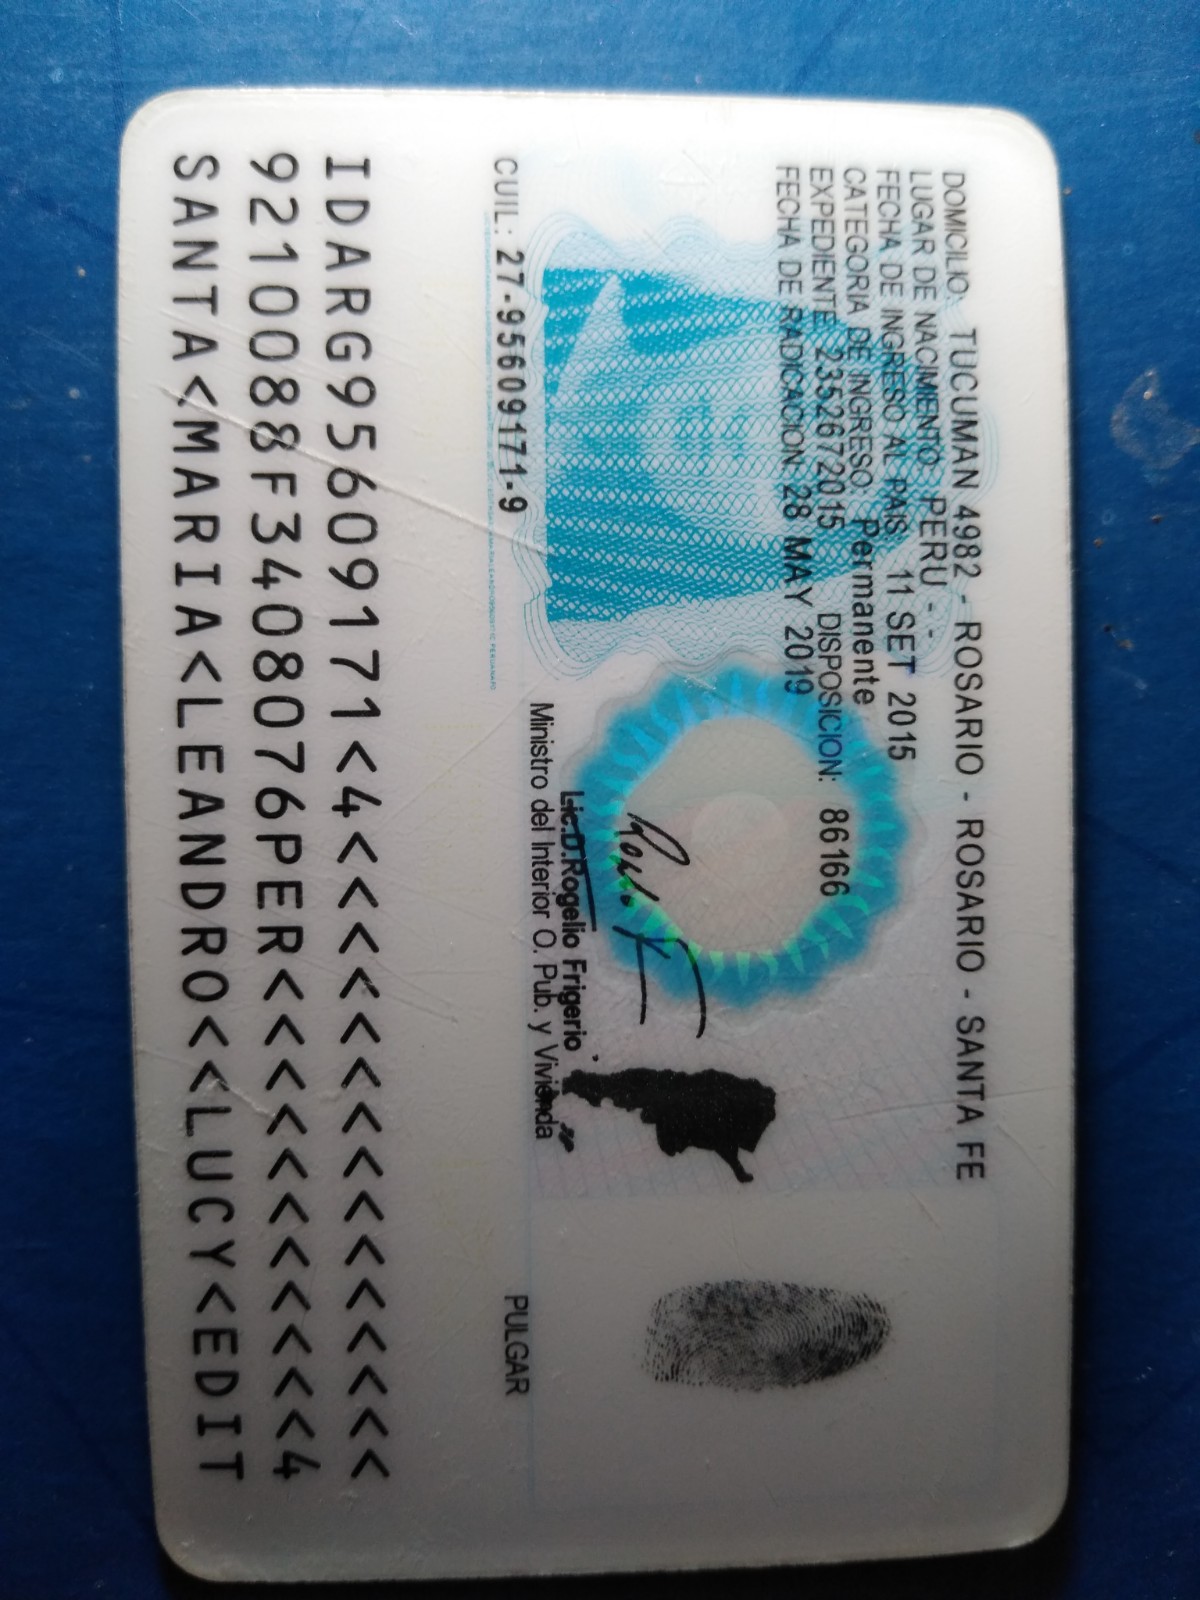 DOMICILIO: TUCUMAN 4982 - ROSARIO - ROSARIO - SANTA FE
LUGAR DE NACIMIENTO: PERU - -
FECHA DE INGRESO AL PAIS: 11 SET 2015
CATEGORIA DE INGRESO: Permanente
EXPEDIENTE: 2352672015 DISPOSICION: 86166
FECHA DE RADICACION: 28 MAY 2019
Lic.D.Rogelio Frigerio
Ministro del Interior O. Pub. y Vivienda
CUIL: 27-95609171-9
PULGAR
IDARG95609171<4<<<<<<<<<<<<<<<
9210088F3408076PER<<<<<<<<<<<4
SANTA<MARIA<LEANDRO<<LUCY<EDIT